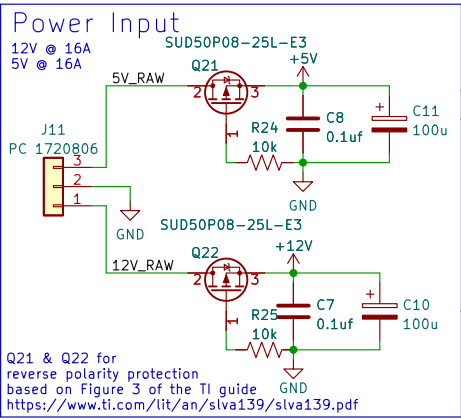 Power Input
12V @ 16A
5V @ 16A
SUD50P08-25L-E3
Q21
+5V
5V_RAW
2
3
1
C8
0.1uf
+
C11
100u
R24
10k
GND
J11
PC 1720806
3
2
1
GND
SUD50P08-25L-E3
Q22
+12V
12V_RAW
2
3
1
C7
0.1uf
+
C10
100u
R25
10k
GND
Q21 & Q22 for
reverse polarity protection
based on Figure 3 of the TI guide
https://www.ti.com/lit/an/slva139/slva139.pdf